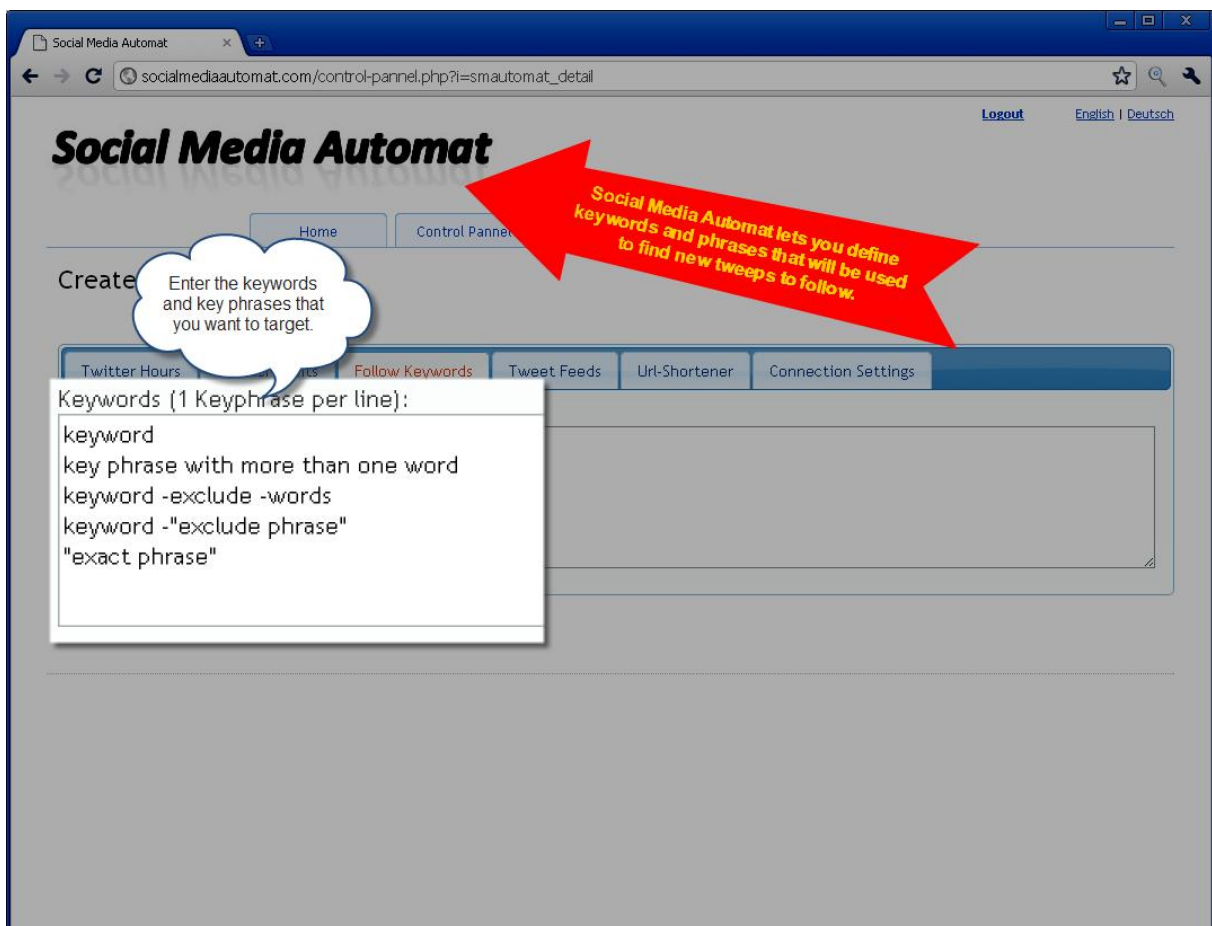 Social Media Automat
socialmediaautomat.com/control-pannel.php?i=smautomat_detail
Logout English | Deutsch
Social Media Automat
Social Media Automat lets you define
keywords and phrases that will be used
to find new tweeps to follow.
Home Control Pannel
Create
Enter the keywords
and key phrases that
you want to target.
Twitter Hours Follow Keywords Tweet Feeds Url-Shortener Connection Settings
Keywords (1 Keyphrase per line):
keyword
key phrase with more than one word
keyword -exclude -words
keyword -"exclude phrase"
"exact phrase"